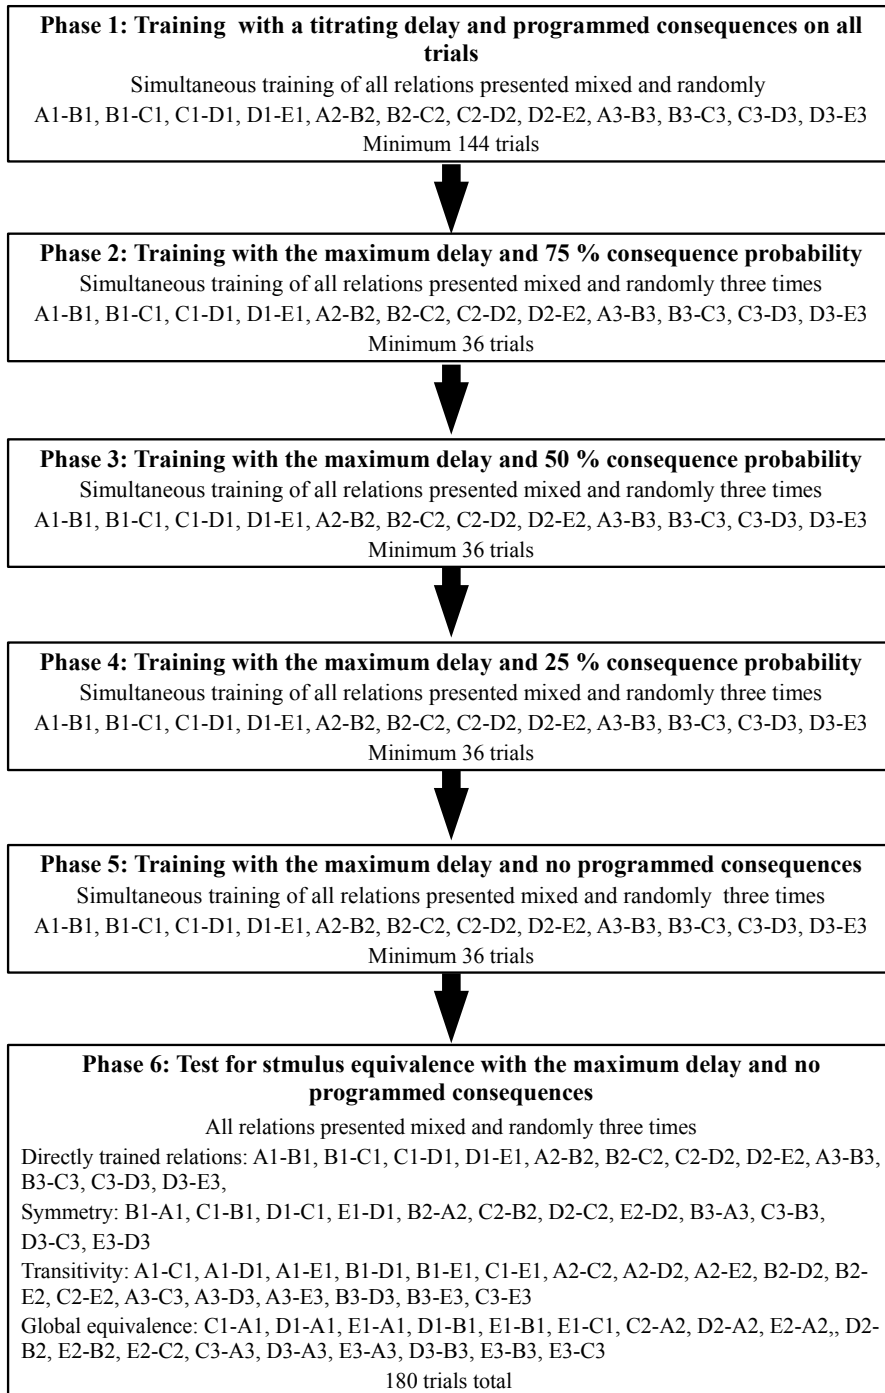 Phase 1: Training with a titrating delay and programmed consequences on all
trials
Simultaneous training of all relations presented mixed and randomly
A1-B1, B1-C1, C1-D1, D1-E1, A2-B2, B2-C2, C2-D2, D2-E2, A3-B3, B3-C3, C3-D3, D3-E3
Minimum 144 trials
Phase 2: Training with the maximum delay and 75 % consequence probability
Simultaneous training of all relations presented mixed and randomly three times
A1-B1, B1-C1, C1-D1, D1-E1, A2-B2, B2-C2, C2-D2, D2-E2, A3-B3, B3-C3, C3-D3, D3-E3
Minimum 36 trials
Phase 3: Training with the maximum delay and 50 % consequence probability
Simultaneous training of all relations presented mixed and randomly three times
A1-B1, B1-C1, C1-D1, D1-E1, A2-B2, B2-C2, C2-D2, D2-E2, A3-B3, B3-C3, C3-D3, D3-E3
Minimum 36 trials
Phase 4: Training with the maximum delay and 25 % consequence probability
Simultaneous training of all relations presented mixed and randomly three times
A1-B1, B1-C1, C1-D1, D1-E1, A2-B2, B2-C2, C2-D2, D2-E2, A3-B3, B3-C3, C3-D3, D3-E3
Minimum 36 trials
Phase 5: Training with the maximum delay and no programmed consequences
Simultaneous training of all relations presented mixed and randomly three times
A1-B1, B1-C1, C1-D1, D1-E1, A2-B2, B2-C2, C2-D2, D2-E2, A3-B3, B3-C3, C3-D3, D3-E3
Minimum 36 trials
Phase 6: Test for stmulus equivalence with the maximum delay and no
programmed consequences
All relations presented mixed and randomly three times
Directly trained relations: A1-B1, B1-C1, C1-D1, D1-E1, A2-B2, B2-C2, C2-D2, D2-E2, A3-B3,
B3-C3, C3-D3, D3-E3,
Symmetry: B1-A1, C1-B1, D1-C1, E1-D1, B2-A2, C2-B2, D2-C2, E2-D2, B3-A3, C3-B3,
D3-C3, E3-D3
Transitivity: A1-C1, A1-D1, A1-E1, B1-D1, B1-E1, C1-E1, A2-C2, A2-D2, A2-E2, B2-D2, B2-
E2, C2-E2, A3-C3, A3-D3, A3-E3, B3-D3, B3-E3, C3-E3
Global equivalence: C1-A1, D1-A1, E1-A1, D1-B1, E1-B1, E1-C1, C2-A2, D2-A2, E2-A2,, D2-
B2, E2-B2, E2-C2, C3-A3, D3-A3, E3-A3, D3-B3, E3-B3, E3-C3
180 trials total